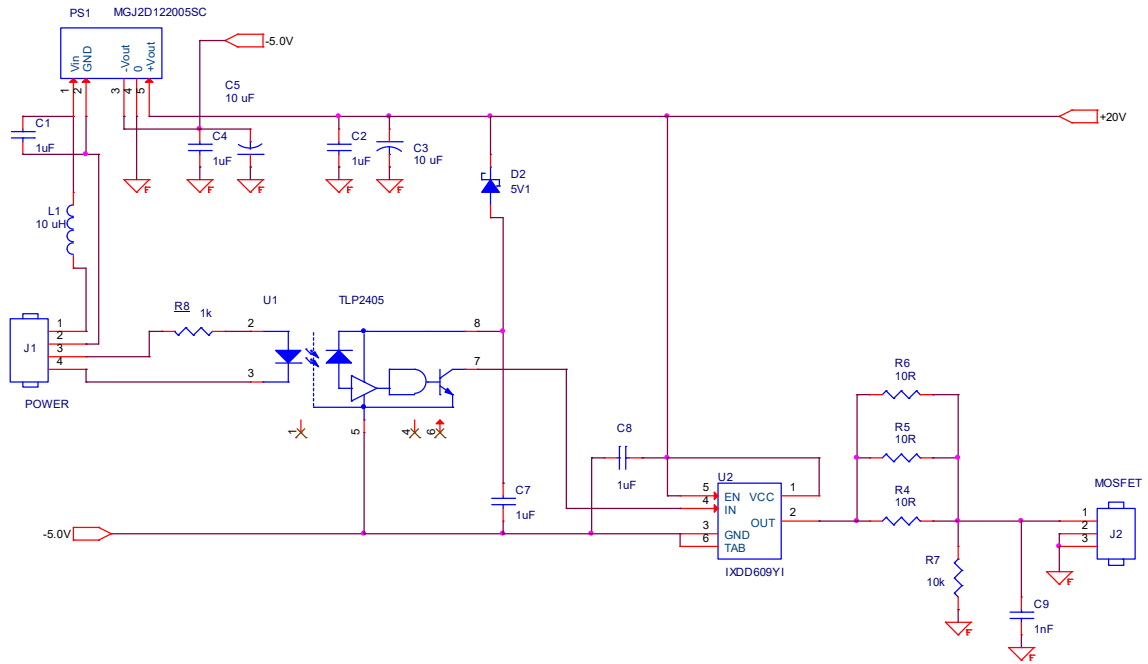 PS1 MGJ2D122005SC
Vin
GND
-Vout
0
+Vout
1
2
3
4
5
-5.0V
C5
10 uF
C1
1uF
C4
1uF
C2
1uF
C3
10 uF
+20V
F
F
F
F
D2
5V1
L1
10 uH
R8
1k
U1
TLP2405
J1
1
2
3
4
POWER
2
3
8
7
1
5
4
6
C8
1uF
C7
1uF
-5.0V
U2
5
4
3
6
EN
IN
GND
TAB
VCC
OUT
1
2
IXDD609YI
R6
10R
R5
10R
R4
10R
R7
10k
C9
1nF
MOSFET
1
2
3
J2
F
F
F